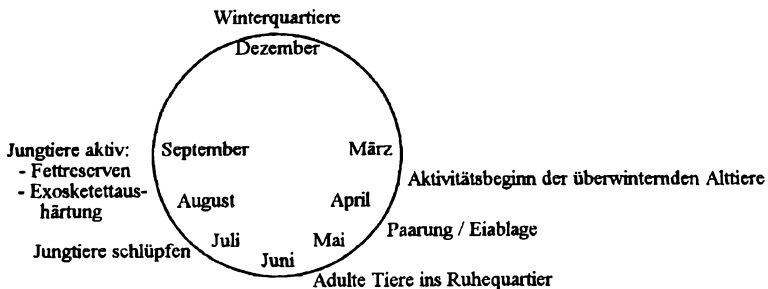 Winterquartiere
Dezember
Jungtiere aktiv:
- Fettreserven
- Exosketettaus-
härtung
September
März
Aktivitätsbeginn der überwinternden Alttiere
August
April
Paarung / Eiablage
Jungtiere schlüpfen
Juli
Mai
Juni
Adulte Tiere ins Ruhequartier